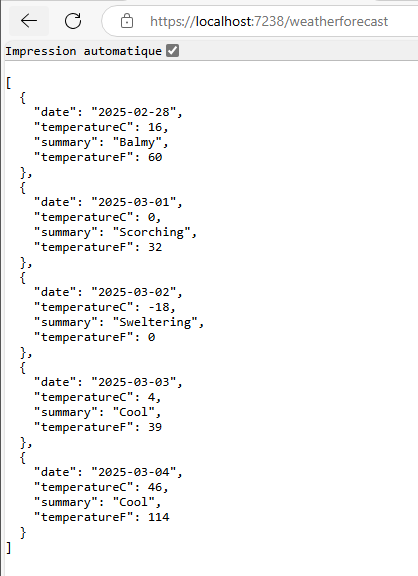 https://localhost:7238/weatherforecast
Impression automatique
[
  {
    "date": "2025-02-28",
    "temperatureC": 16,
    "summary": "Balmy",
    "temperatureF": 60
  },
  {
    "date": "2025-03-01",
    "temperatureC": 0,
    "summary": "Scorching",
    "temperatureF": 32
  },
  {
    "date": "2025-03-02",
    "temperatureC": -18,
    "summary": "Sweltering",
    "temperatureF": 0
  },
  {
    "date": "2025-03-03",
    "temperatureC": 4,
    "summary": "Cool",
    "temperatureF": 39
  },
  {
    "date": "2025-03-04",
    "temperatureC": 46,
    "summary": "Cool",
    "temperatureF": 114
  }
]